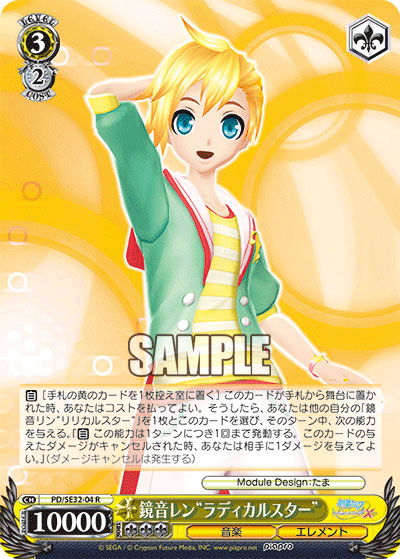 LEVEL
3
2
COST
SAMPLE
自［手札の黄のカードを1枚控え室に置く］このカードが手札から舞台に置か
れた時、あなたはコストを払ってよい。そうしたら、あなたは他の自分の「鏡
音リン“リリカルスター”」を1枚とこのカードを選び、そのターン中、次の能力
を与える。『自 この能力は1ターンにつき1回まで発動する。このカードの与
えたダメージがキャンセルされた時、あなたは相手に1ダメージを与えてよ
い。』（ダメージキャンセルは発生する）
Module Design:たま
CH PD/SE32-04 R
POWER 10000 SOUL
鏡音レン“ラディカルスター”
音楽 エレメント
© SEGA / © Crypton Future Media, INC. www.piapro.net piapro